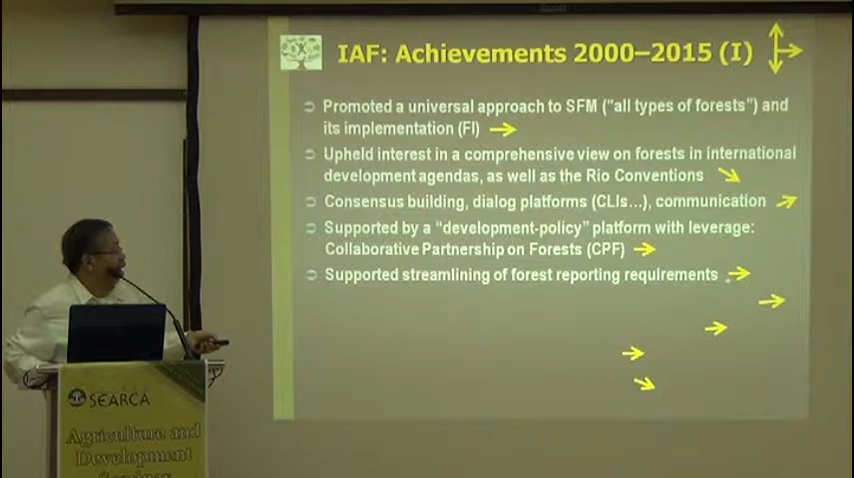 IAF: Achievements 2000–2015 (I)
Promoted a universal approach to SFM ("all types of forests") and
its implementation (FI)
Upheld interest in a comprehensive view on forests in international
development agendas, as well as the Rio Conventions
Consensus building, dialog platforms (CLIs...), communication
Supported by a "development-policy" platform with leverage:
Collaborative Partnership on Forests (CPF)
Supported streamlining of forest reporting requirements
SEARCA
Agriculture and
Development
Seminar